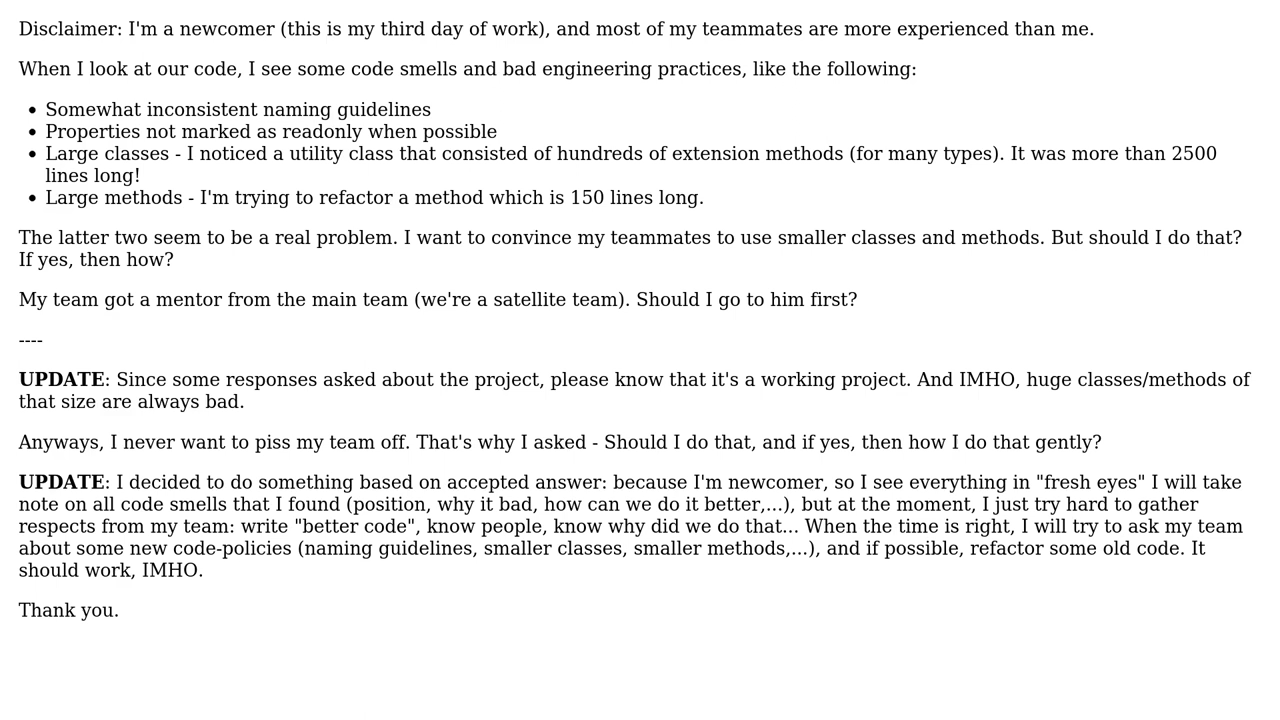 Disclaimer: I'm a newcomer (this is my third day of work), and most of my teammates are more experienced than me.
When I look at our code, I see some code smells and bad engineering practices, like the following:
• Somewhat inconsistent naming guidelines
• Properties not marked as readonly when possible
• Large classes - I noticed a utility class that consisted of hundreds of extension methods (for many types). It was more than 2500
lines long!
• Large methods - I'm trying to refactor a method which is 150 lines long.
The latter two seem to be a real problem. I want to convince my teammates to use smaller classes and methods. But should I do that?
If yes, then how?
My team got a mentor from the main team (we're a satellite team). Should I go to him first?
----
UPDATE: Since some responses asked about the project, please know that it's a working project. And IMHO, huge classes/methods of
that size are always bad.
Anyways, I never want to piss my team off. That's why I asked - Should I do that, and if yes, then how I do that gently?
UPDATE: I decided to do something based on accepted answer: because I'm newcomer, so I see everything in "fresh eyes" I will take
note on all code smells that I found (position, why it bad, how can we do it better,...), but at the moment, I just try hard to gather
respects from my team: write "better code", know people, know why did we do that... When the time is right, I will try to ask my team
about some new code-policies (naming guidelines, smaller classes, smaller methods,...), and if possible, refactor some old code. It
should work, IMHO.
Thank you.